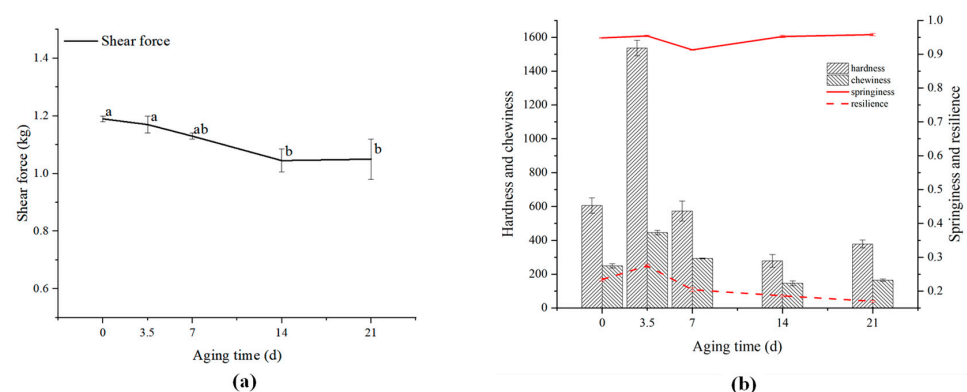 Shear force
1.4
1.2
1.0
0.8
0.6
Shear force (kg)
a
a
ab
b
b
0
3.5
7
14
21
Aging time (d)
(a)
1600
1400
1200
1000
800
600
400
200
0
Hardness and chewiness
hardness
chewiness
springiness
resilience
1.0
0.9
0.8
0.7
0.6
0.5
0.4
0.3
0.2
Springiness and resilience
0
3.5
7
14
21
Aging time (d)
(b)